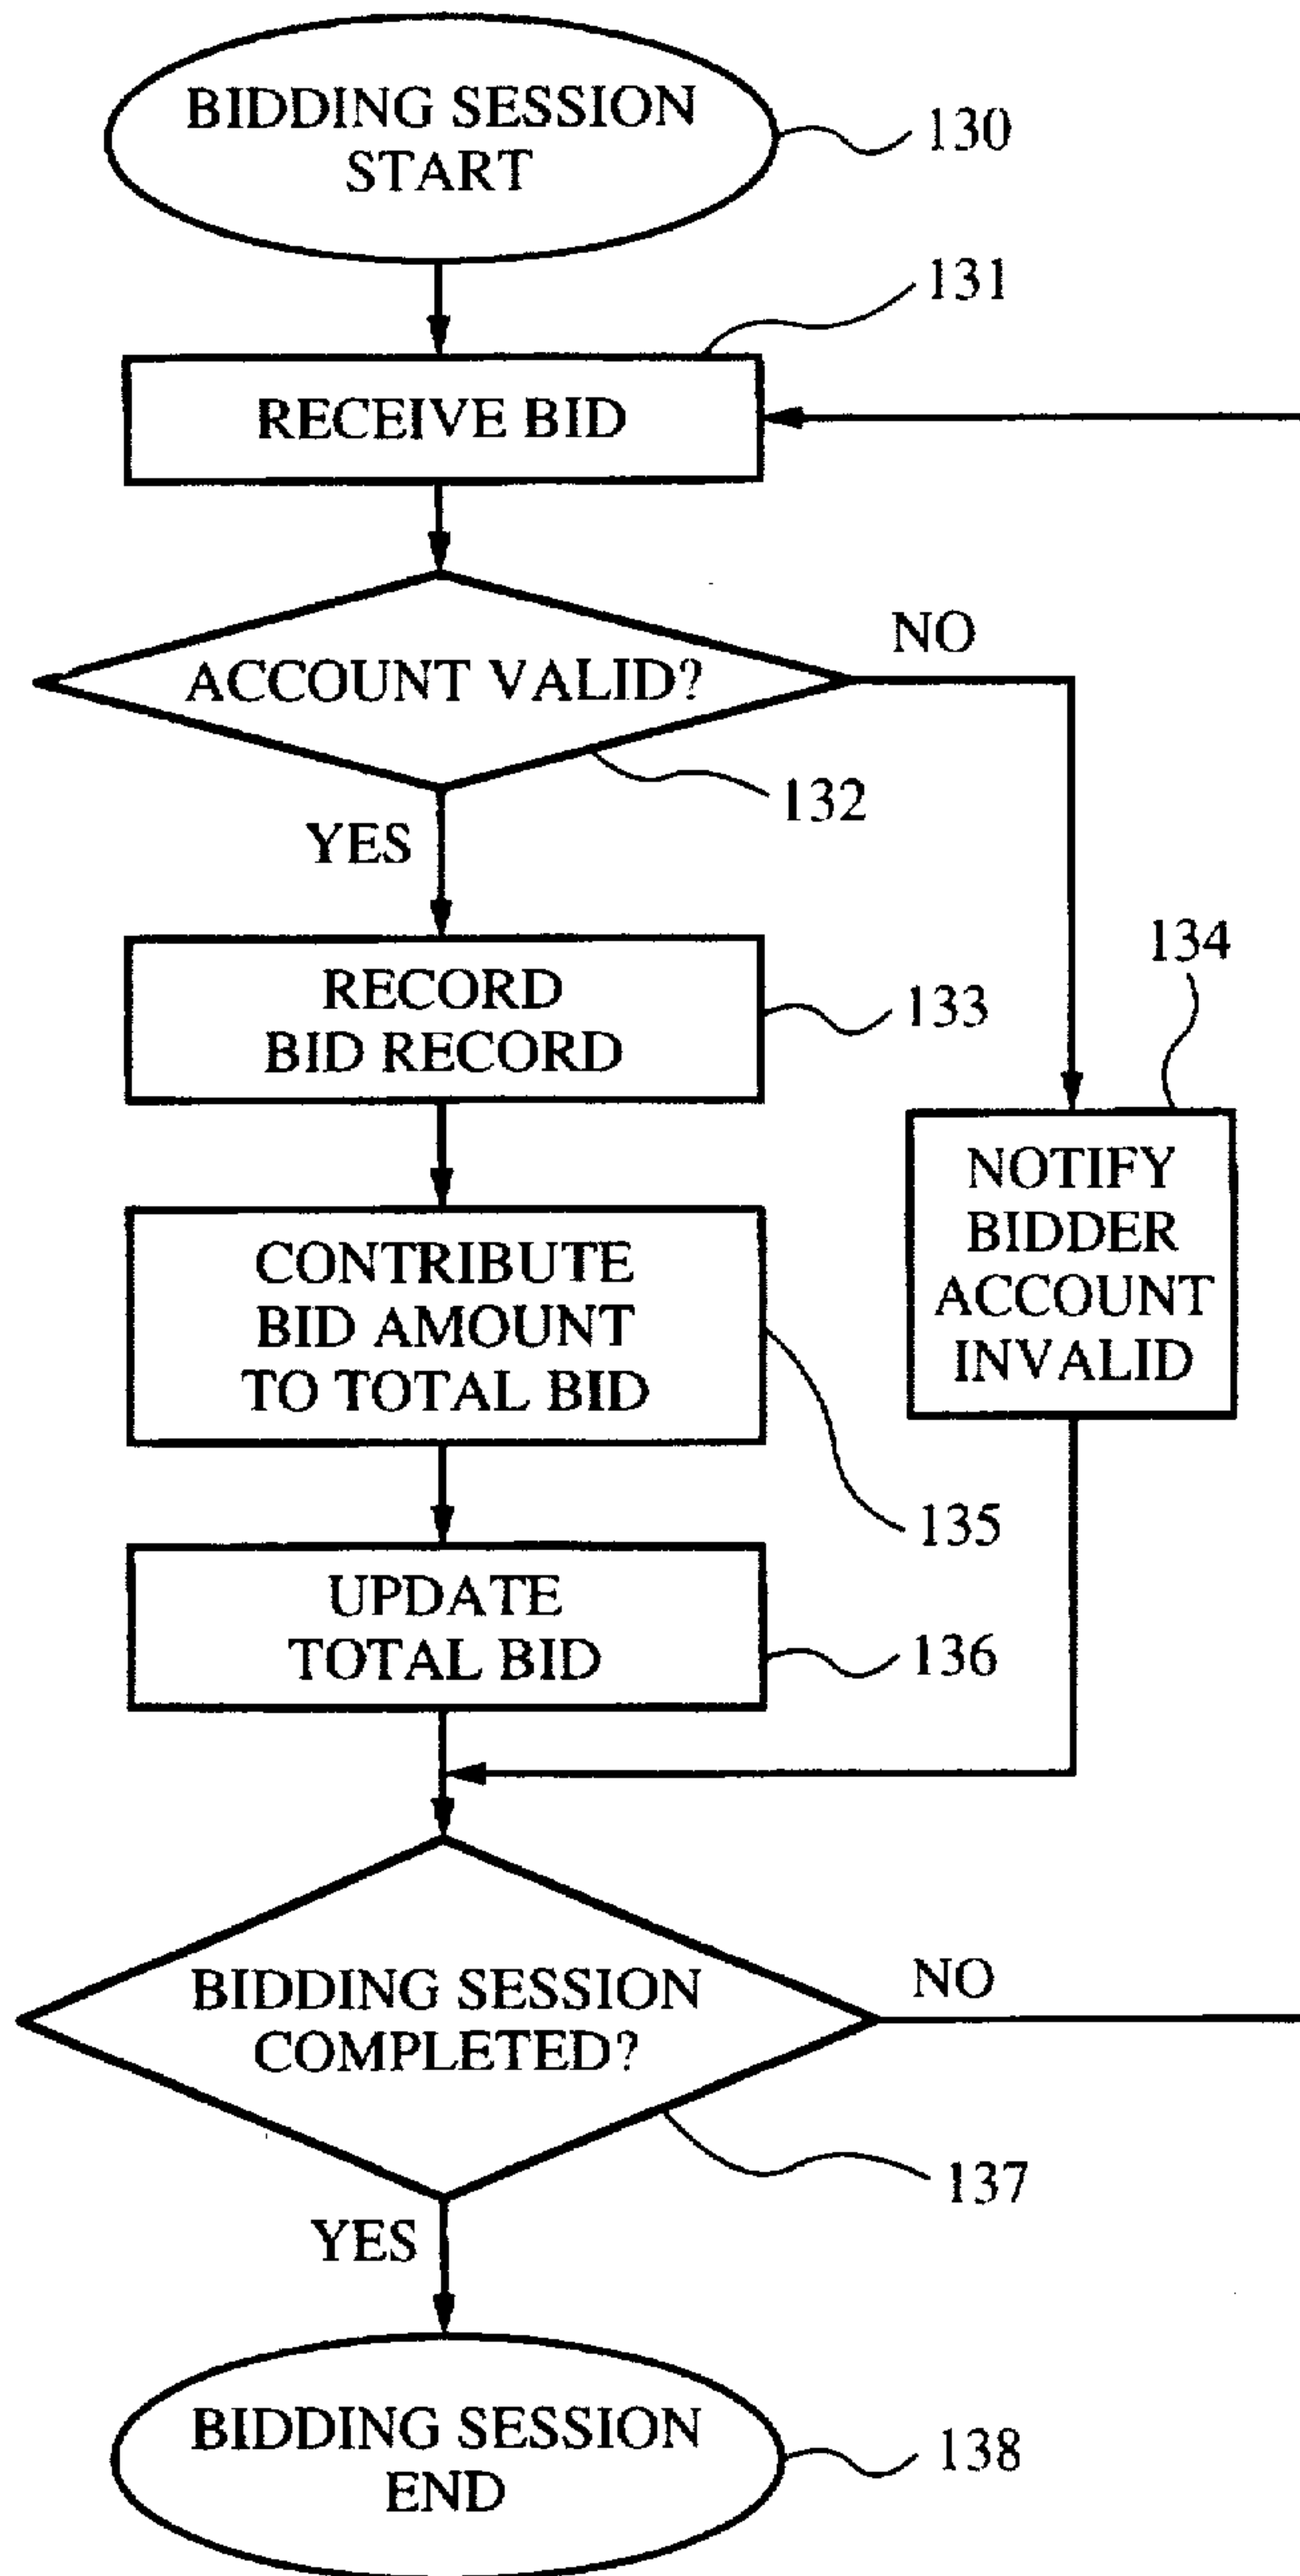 BIDDING SESSION
START
130
131
RECEIVE BID
NO
ACCOUNT VALID?
132
YES
134
RECORD
BID RECORD
133
NOTIFY
BIDDER
ACCOUNT
INVALID
CONTRIBUTE
BID AMOUNT
TO TOTAL BID
135
UPDATE
TOTAL BID
136
BIDDING SESSION
COMPLETED?
NO
137
YES
BIDDING SESSION
END
138